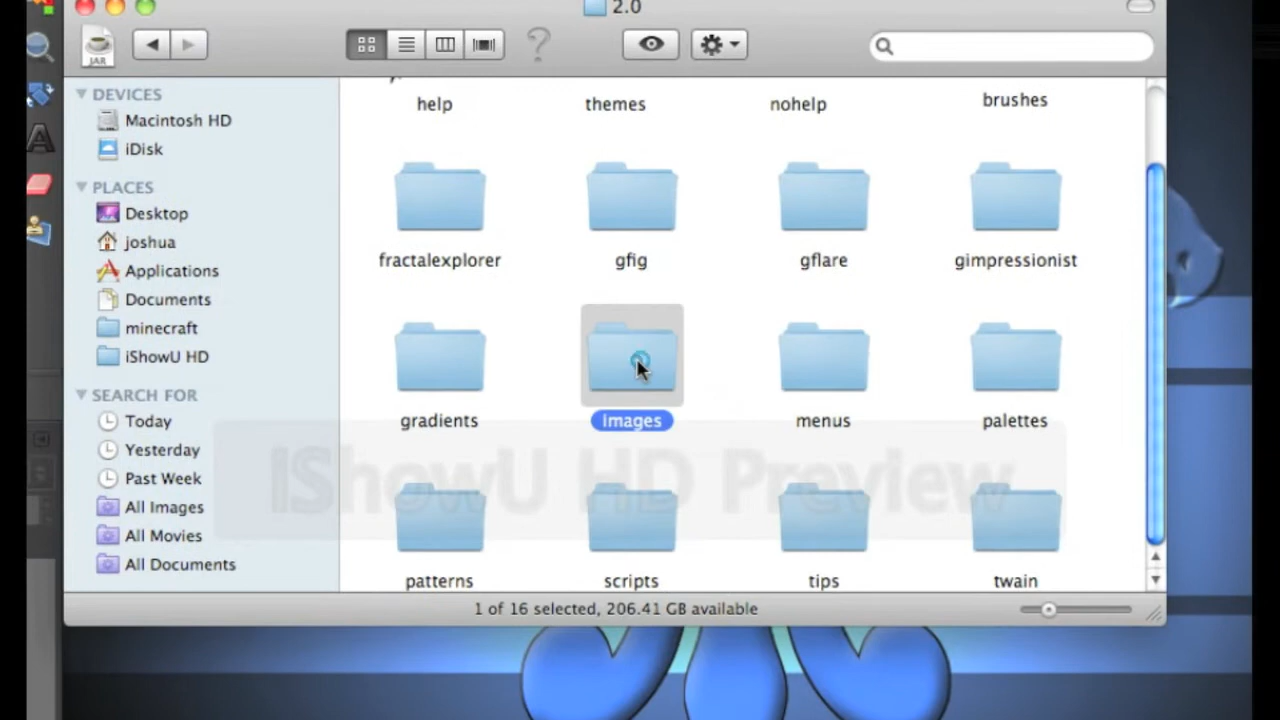 2.0
JAR
DEVICES
Macintosh HD
iDisk
PLACES
Desktop
joshua
Applications
Documents
minecraft
iShowU HD
SEARCH FOR
Today
Yesterday
Past Week
All Images
All Movies
All Documents
help themes nohelp brushes
fractalexplorer gfig gflare gimpressionist
gradients images menus palettes
IShowU HD Preview
patterns scripts tips twain
1 of 16 selected, 206.41 GB available